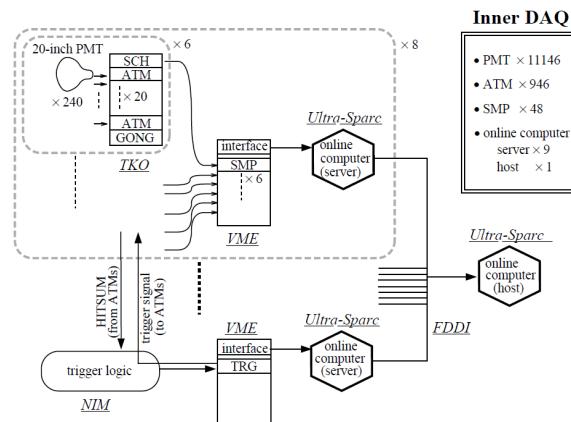 Inner DAQ
20-inch PMT
× 240
SCH
ATM
× 20
ATM
GONG
TKO
× 6
× 8
interface
SMP
× 6
VME
Ultra-Sparc
online
computer
(server)
• PMT × 11146
• ATM × 946
• SMP × 48
• online computer
server × 9
host × 1
HITSUM
(from ATMs)
trigger signal
(to ATMs)
trigger logic
NIM
VME
interface
TRG
Ultra-Sparc
online
computer
(server)
FDDI
Ultra-Sparc
online
computer
(host)